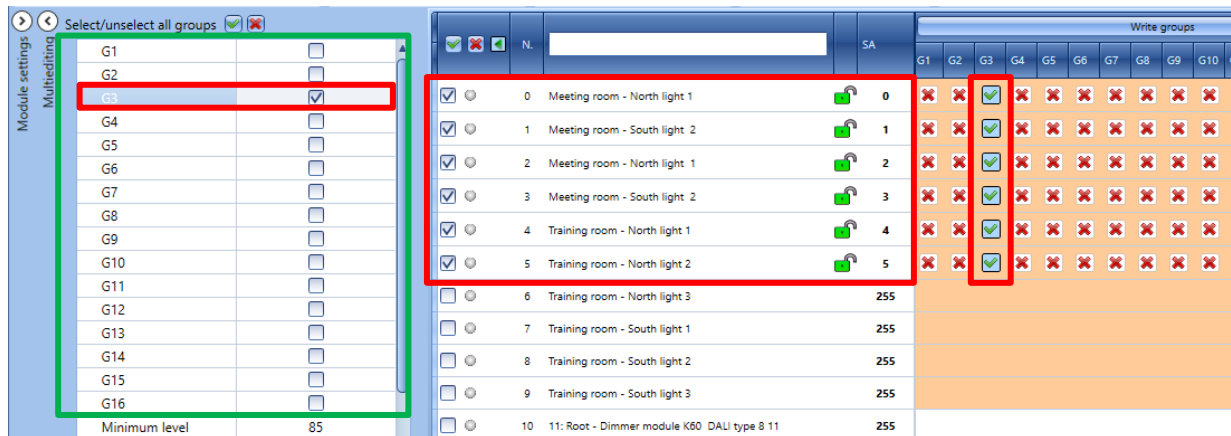 Select/unselect all groups
Module settings
Multiediting
G1
G2
G3
G4
G5
G6
G7
G8
G9
G10
G11
G12
G13
G14
G15
G16
Minimum level 85
N. SA
Write groups
G1 G2 G3 G4 G5 G6 G7 G8 G9 G10
0 Meeting room - North light 1 0
1 Meeting room - South light 2 1
2 Meeting room - North light 1 2
3 Meeting room - South light 2 3
4 Training room - North light 1 4
5 Training room - North light 2 5
6 Training room - North light 3 255
7 Training room - South light 1 255
8 Training room - South light 2 255
9 Training room - South light 3 255
10 11: Root - Dimmer module K60 DALI type 8 11 255